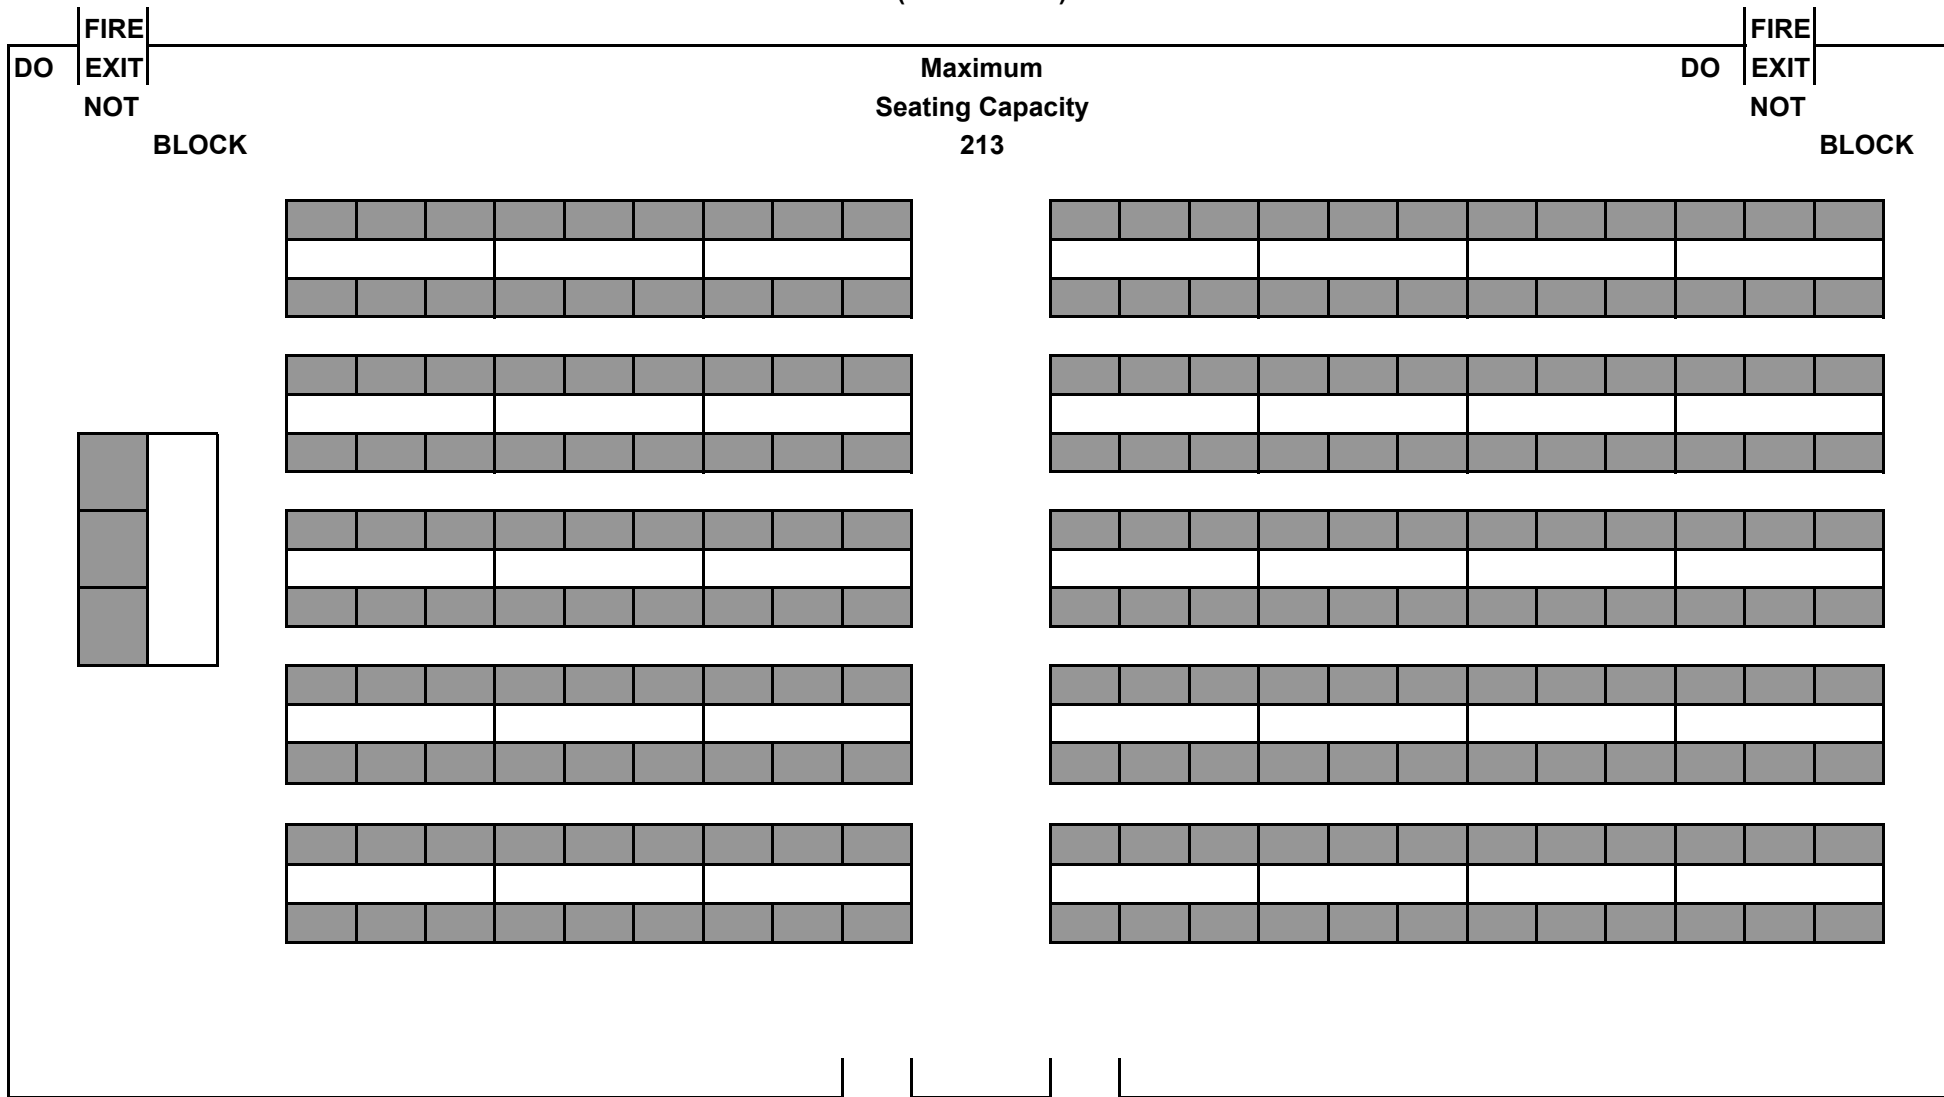 FIRE
EXIT
DO
NOT
BLOCK
Maximum
Seating Capacity
213
FIRE
EXIT
DO
NOT
BLOCK